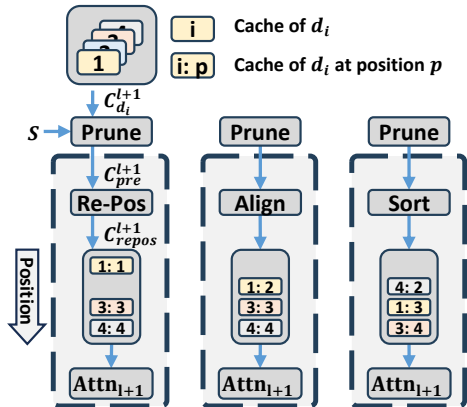 i Cache of d_i
i: p Cache of d_i at position p
1
C_{d_i}^{l+1}
S Prune Prune Prune
C_{pre}^{l+1}
Re-Pos Align Sort
C_{repos}^{l+1}
Position
1: 1
3: 3
4: 4
1: 2
3: 3
4: 4
4: 2
1: 3
3: 4
Attn_{l+1} Attn_{l+1} Attn_{l+1}